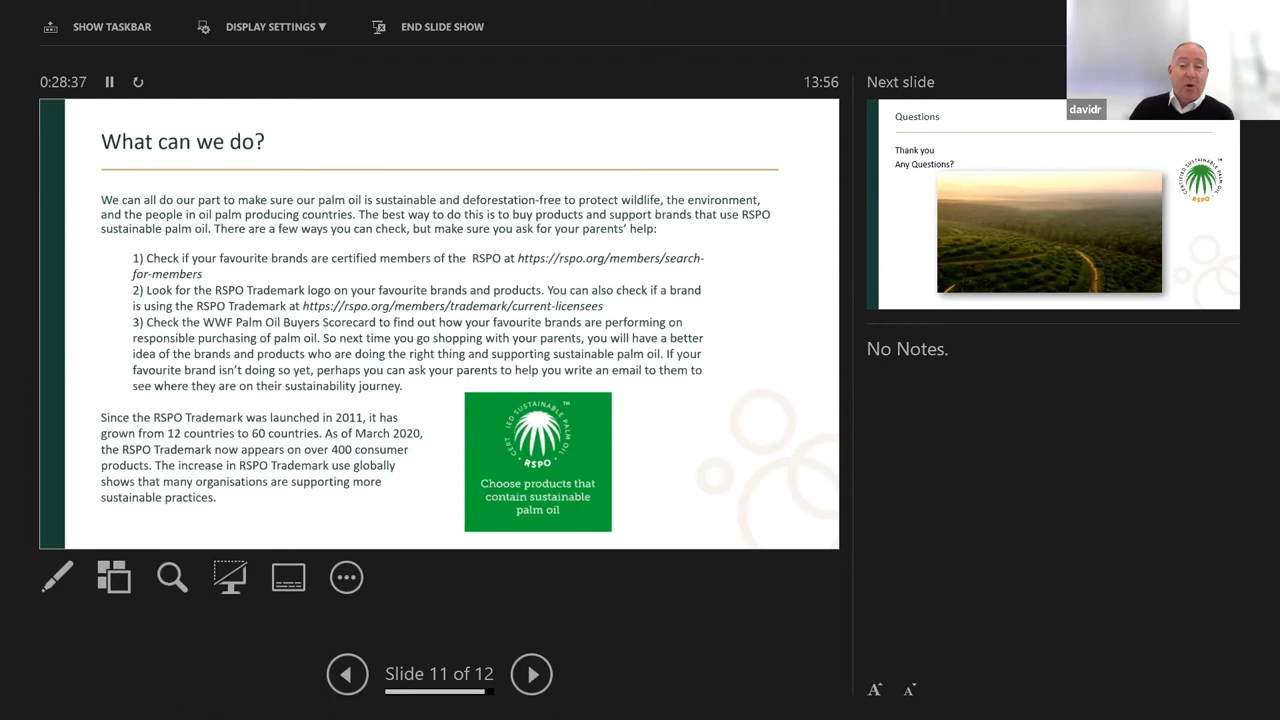 SHOW TASKBAR
DISPLAY SETTINGS ▼
END SLIDE SHOW
davidr
0:28:37
13:56
Next slide
What can we do?
We can all do our part to make sure our palm oil is sustainable and deforestation-free to protect wildlife, the environment,
and the people in oil palm producing countries. The best way to do this is to buy products and support brands that use RSPO
sustainable palm oil. There are a few ways you can check, but make sure you ask for your parents’ help:
1) Check if your favourite brands are certified members of the RSPO at https://rspo.org/members/search-
for-members
2) Look for the RSPO Trademark logo on your favourite brands and products. You can also check if a brand
is using the RSPO Trademark at https://rspo.org/members/trademark/current-licensees
3) Check the WWF Palm Oil Buyers Scorecard to find out how your favourite brands are performing on
responsible purchasing of palm oil. So next time you go shopping with your parents, you will have a better
idea of the brands and products who are doing the right thing and supporting sustainable palm oil. If your
favourite brand isn’t doing so yet, perhaps you can ask your parents to help you write an email to them to
see where they are on their sustainability journey.
Since the RSPO Trademark was launched in 2011, it has
grown from 12 countries to 60 countries. As of March 2020,
the RSPO Trademark now appears on over 400 consumer
products. The increase in RSPO Trademark use globally
shows that many organisations are supporting more
sustainable practices.
CERTIFIED SUSTAINABLE PALM OIL ™
RSPO
Choose products that
contain sustainable
palm oil
Questions
Thank you
Any Questions?
CERTIFIED SUSTAINABLE PALM OIL ™
RSPO
No Notes.
Slide 11 of 12
A A